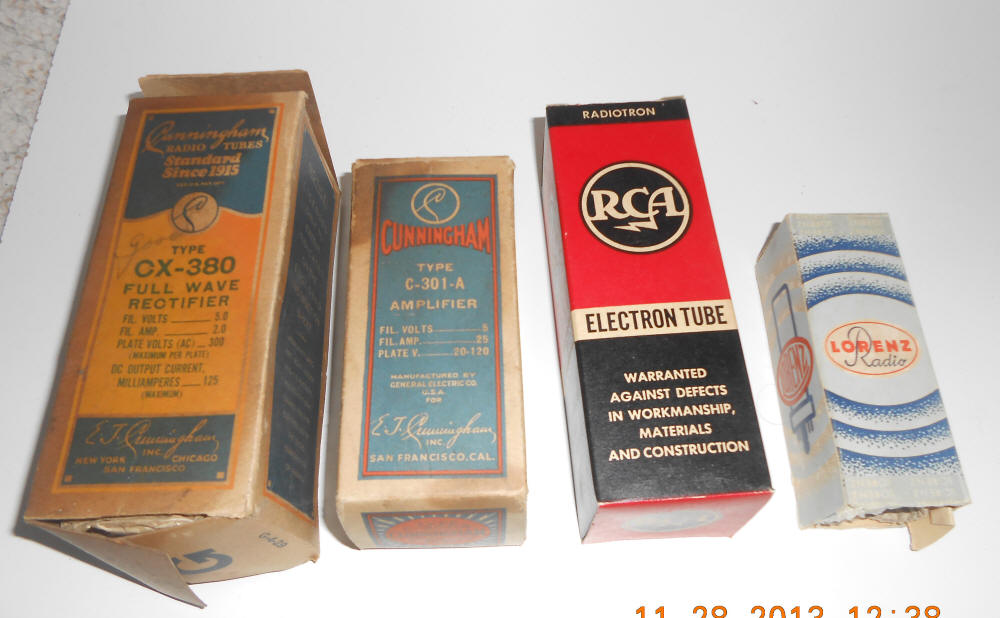 Cunningham
RADIO TUBES
Standard
Since 1915
good
TYPE
CX-380
FULL WAVE
RECTIFIER
FIL. VOLTS 5.0
FIL. AMP. 2.0
PLATE VOLTS (AC) 300
(MAXIMUM PER PLATE)
DC OUTPUT CURRENT,
MILLIAMPERES 125
(MAXIMUM)
E.T. Cunningham
INC.
NEW YORK CHICAGO
SAN FRANCISCO
G-4-29
C
CUNNINGHAM
TYPE
C-301-A
AMPLIFIER
FIL. VOLTS 5
FIL. AMP. .25
PLATE V. 20-120
MANUFACTURED BY
GENERAL ELECTRIC CO.
U.S.A.
FOR
E.T. Cunningham
INC.
SAN FRANCISCO, CAL.
RADIOTRON
RCA
ELECTRON TUBE
WARRANTED
AGAINST DEFECTS
IN WORKMANSHIP,
MATERIALS
AND CONSTRUCTION
LORENZ
Radio
LORENZ
11 28 2013 12:38